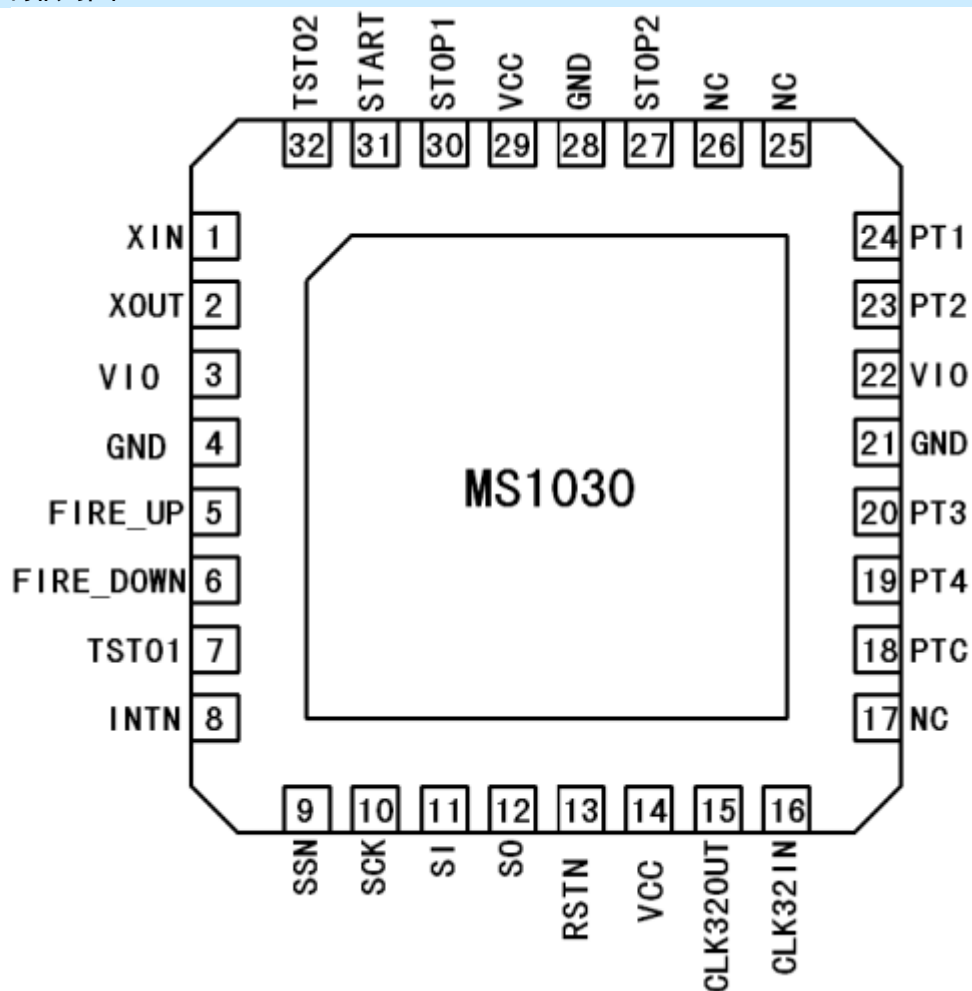 TSTO2
START
STOP1
VCC
GND
STOP2
NC
NC
32 31 30 29 28 27 26 25
XIN 1
XOUT 2
VIO 3
GND 4
FIRE_UP 5
FIRE_DOWN 6
TSTO1 7
INTN 8
MS1030
24 PT1
23 PT2
22 VIO
21 GND
20 PT3
19 PT4
18 PTC
17 NC
9 10 11 12 13 14 15 16
SSN
SCK
SI
SO
RSTN
VCC
CLK32OUT
CLK32IN